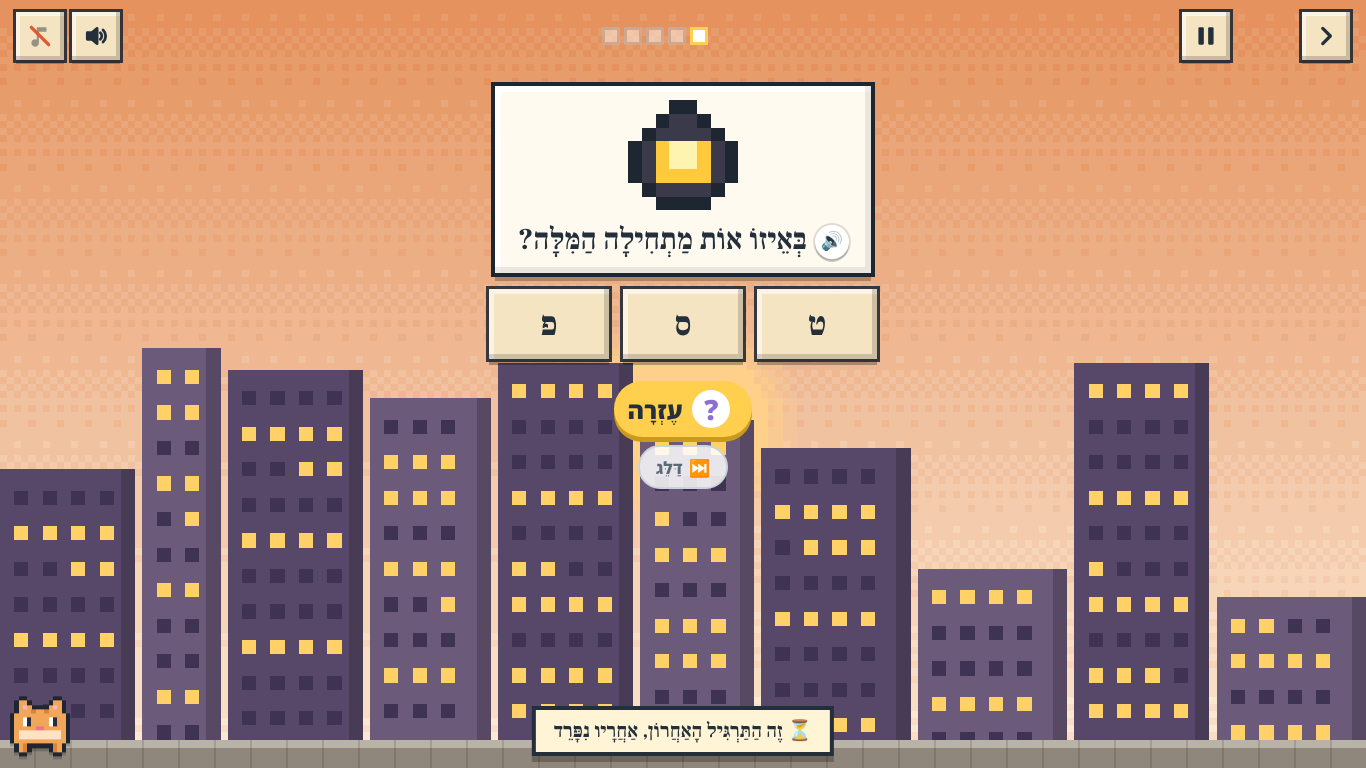 בְּאֵיזוֹ אוֹת מַתְחִילָה הַמִּלָּה?
ט
ס
פ
? עֶזְרָה
דַּלֵּג
זֶה הַתַּרְגִּיל הָאַחֲרוֹן, אַחֲרָיו נִפָּרֵד